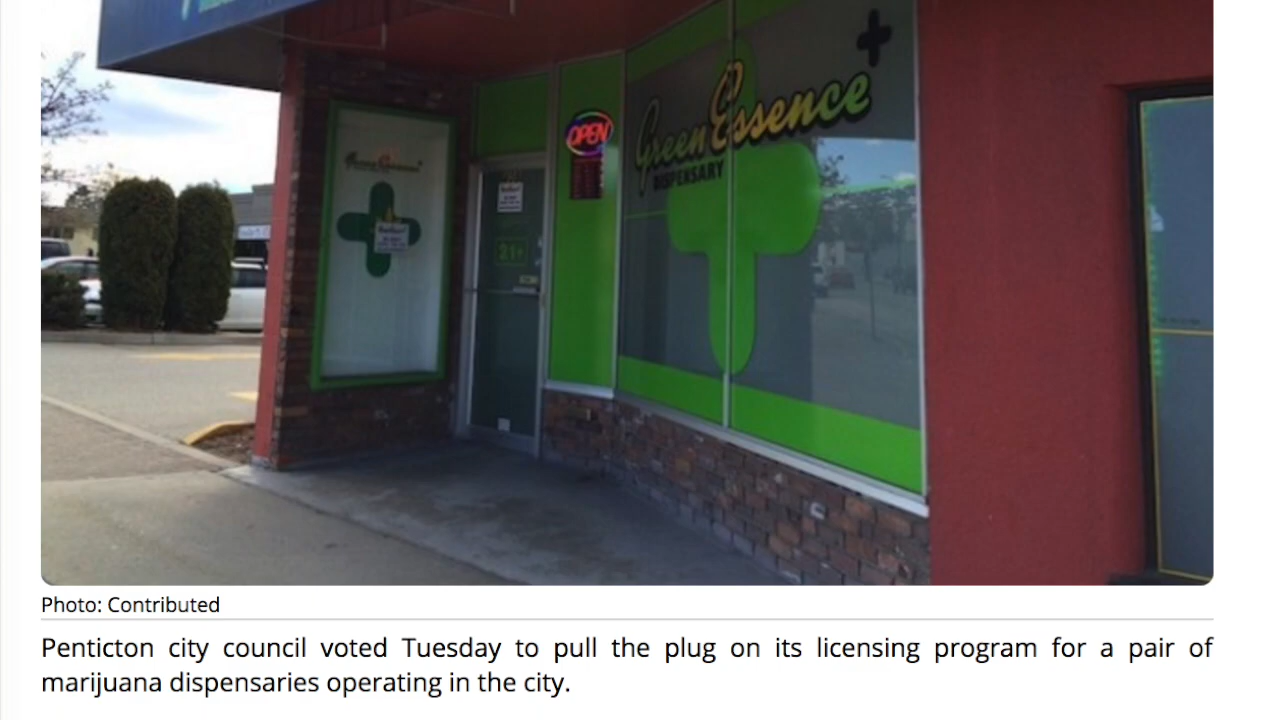 OPEN
Green Essence
DISPENSARY
21+
Photo: Contributed
Penticton city council voted Tuesday to pull the plug on its licensing program for a pair of
marijuana dispensaries operating in the city.